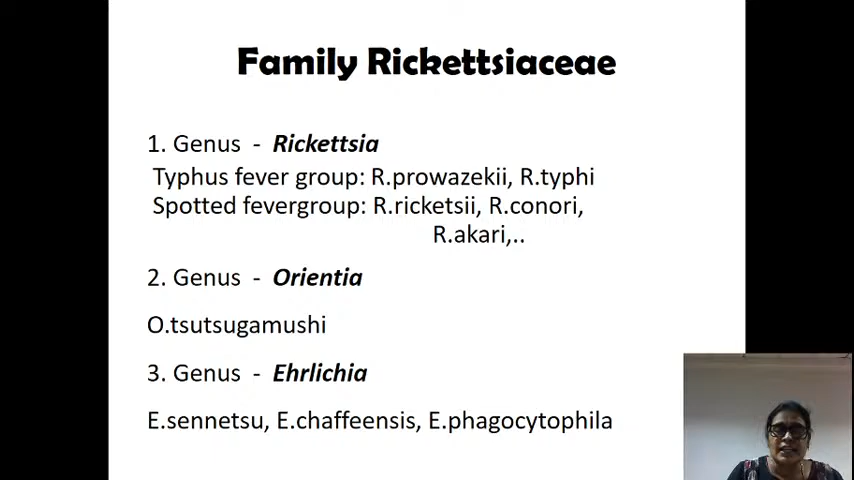 Family Rickettsiaceae
1. Genus - Rickettsia
Typhus fever group: R.prowazekii, R.typhi
Spotted fevergroup: R.ricketsii, R.conori,
R.akari,..
2. Genus - Orientia
O.tsutsugamushi
3. Genus - Ehrlichia
E.sennetsu, E.chaffeensis, E.phagocytophila